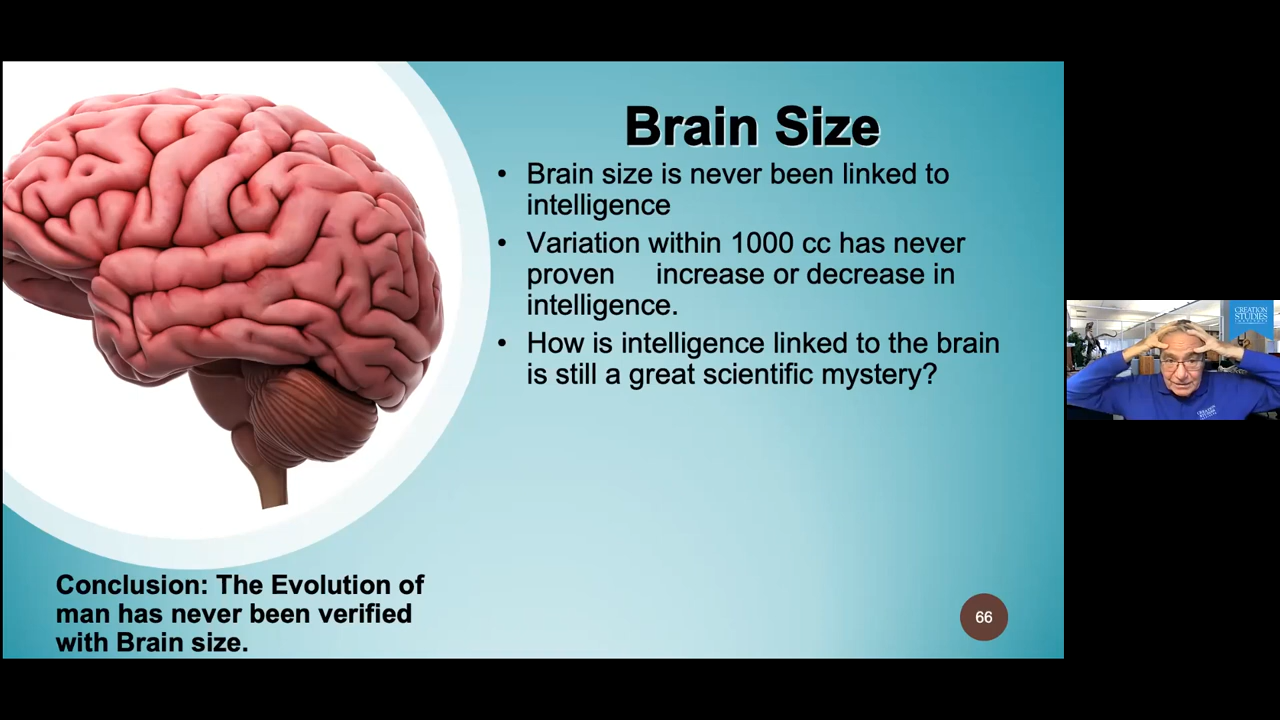 Brain Size
• Brain size is never been linked to
intelligence
• Variation within 1000 cc has never
proven increase or decrease in
intelligence.
• How is intelligence linked to the brain
is still a great scientific mystery?
Conclusion: The Evolution of
man has never been verified
with Brain size.
66
CREATION
STUDIES